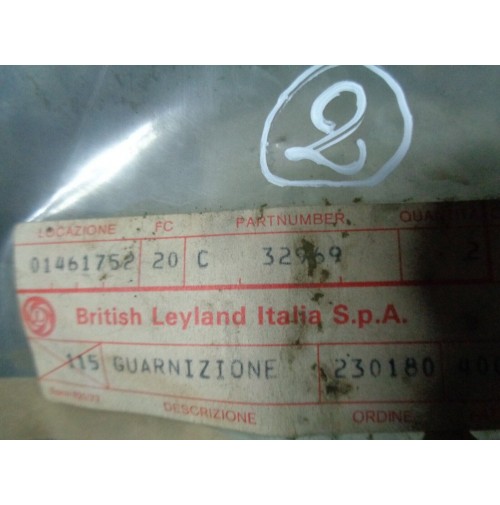 2
LOCAZIONE FC PARTNUMBER
01461752 20 C 32969 2
British Leyland Italia S.p.A.
115 GUARNIZIONE 230180
DESCRIZIONE ORDINE